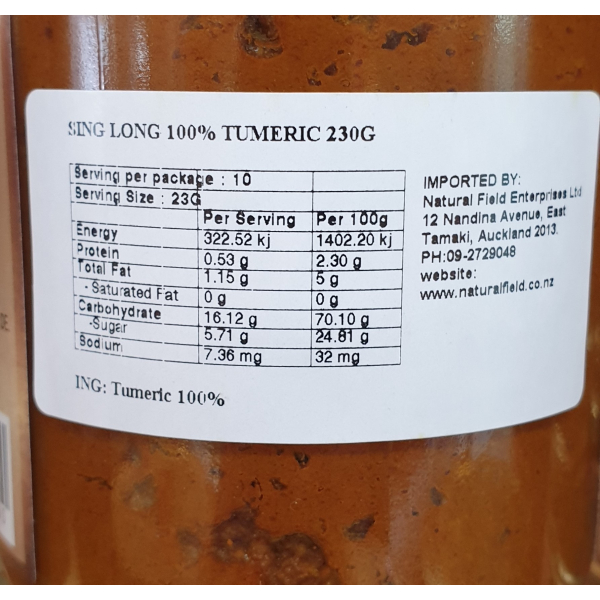 SING LONG 100% TUMERIC 230G
Serving per package : 10
Serving Size : 23G
Per Serving Per 100g
Energy 322.52 kj 1402.20 kj
Protein 0.53 g 2.30 g
Total Fat 1.15 g 5 g
- Saturated Fat 0 g 0 g
Carbohydrate 16.12 g 70.10 g
-Sugar 5.71 g 24.81 g
Sodium 7.36 mg 32 mg
ING: Tumeric 100%
IMPORTED BY:
Natural Field Enterprises Ltd
12 Nandina Avenue, East
Tamaki, Auckland 2013.
PH:09-2729048
website:
www.naturalfield.co.nz